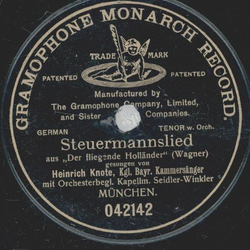 GRAMOPHONE MONARCH RECORD.
TRADE MARK
PATENTED PATENTED
Manufactured by
The Gramophone Company, Limited,
and Sister Companies.
GERMAN TENOR w. Orch.
Steuermannslied
aus „Der fliegende Holländer" (Wagner)
gesungen von
Heinrich Knote, Kgl. Bayr. Kammersänger
mit Orchesterbegl. Kapellm. Seidler-Winkler
MÜNCHEN.
042142